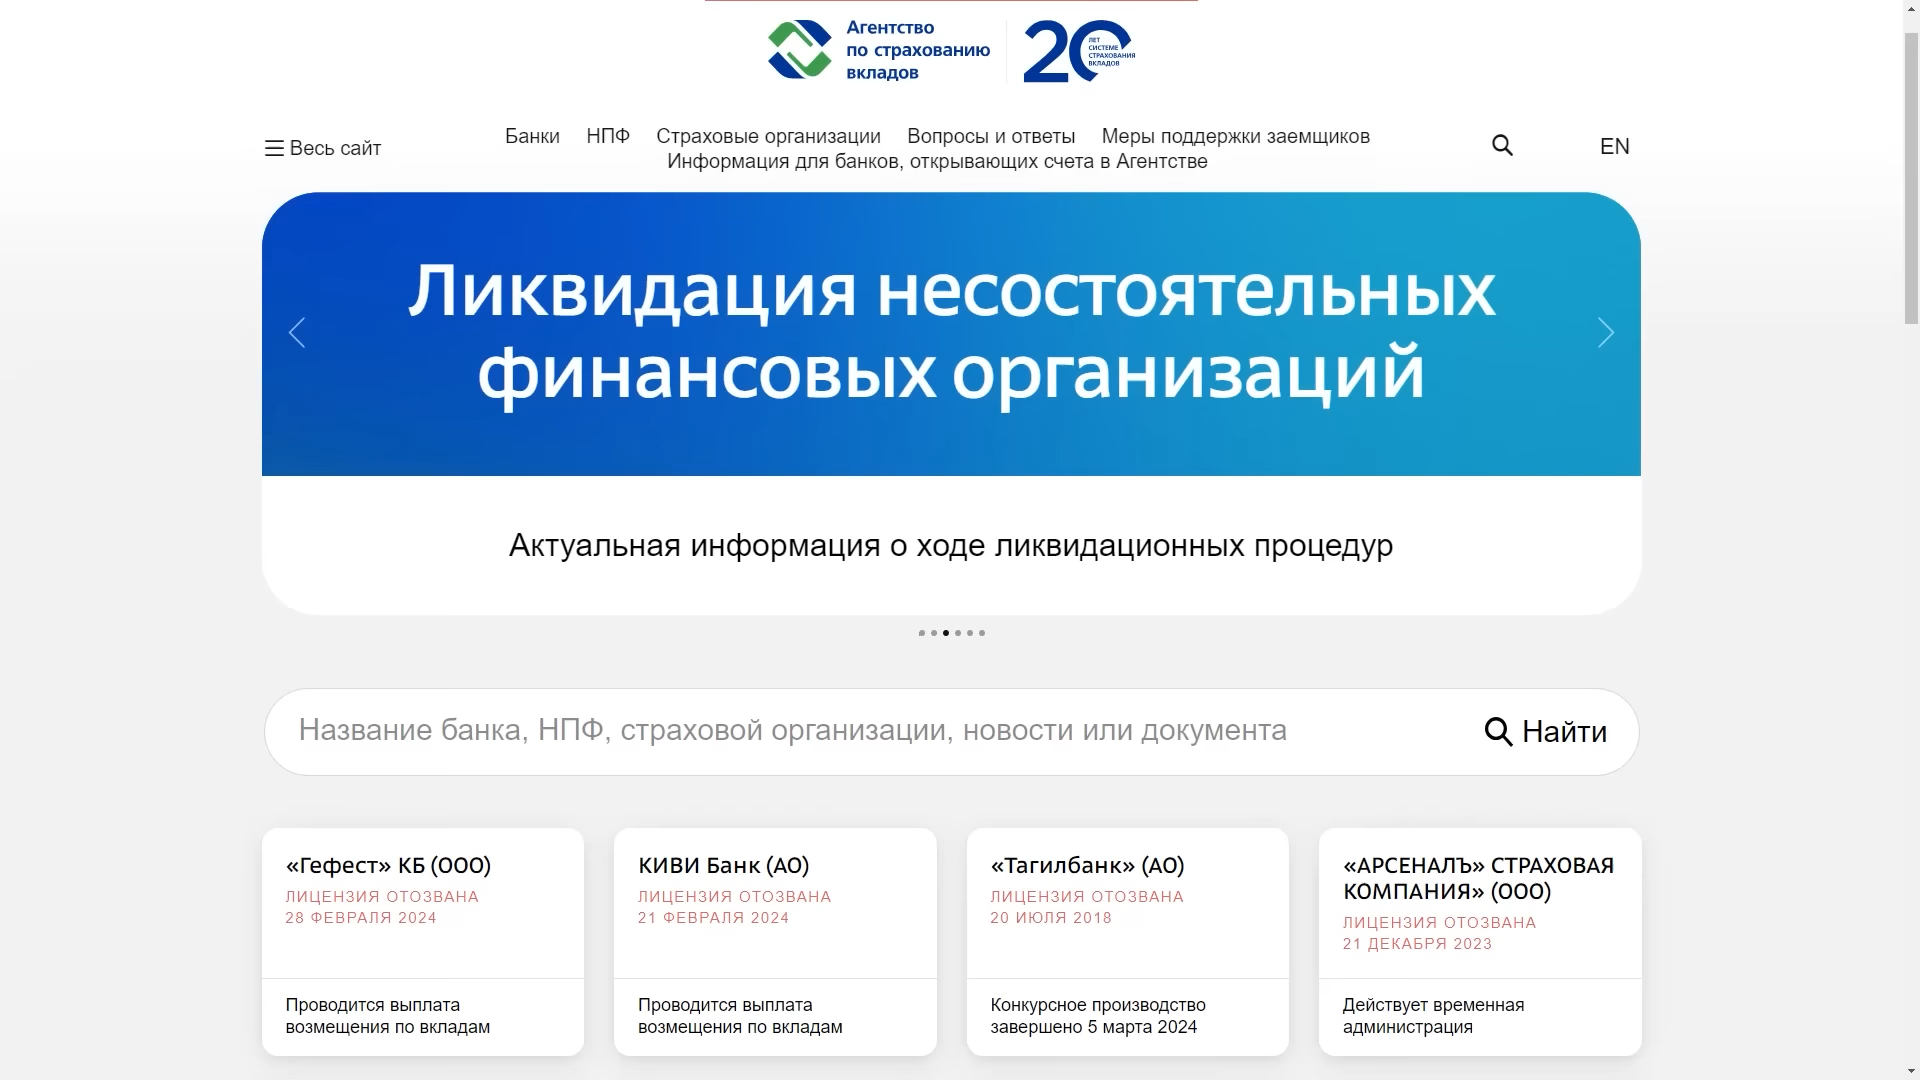 Агентство
по страхованию
вкладов
20
ЛЕТ
СИСТЕМЕ
СТРАХОВАНИЯ
ВКЛАДОВ
Весь сайт
Банки НПФ Страховые организации Вопросы и ответы Меры поддержки заемщиков
Информация для банков, открывающих счета в Агентстве
EN
Ликвидация несостоятельных
финансовых организаций
Актуальная информация о ходе ликвидационных процедур
Название банка, НПФ, страховой организации, новости или документа
Найти
«Гефест» КБ (ООО)
ЛИЦЕНЗИЯ ОТОЗВАНА
28 ФЕВРАЛЯ 2024
Проводится выплата
возмещения по вкладам
КИВИ Банк (АО)
ЛИЦЕНЗИЯ ОТОЗВАНА
21 ФЕВРАЛЯ 2024
Проводится выплата
возмещения по вкладам
«Тагилбанк» (АО)
ЛИЦЕНЗИЯ ОТОЗВАНА
20 ИЮЛЯ 2018
Конкурсное производство
завершено 5 марта 2024
«АРСЕНАЛЪ» СТРАХОВАЯ
КОМПАНИЯ» (ООО)
ЛИЦЕНЗИЯ ОТОЗВАНА
21 ДЕКАБРЯ 2023
Действует временная
администрация